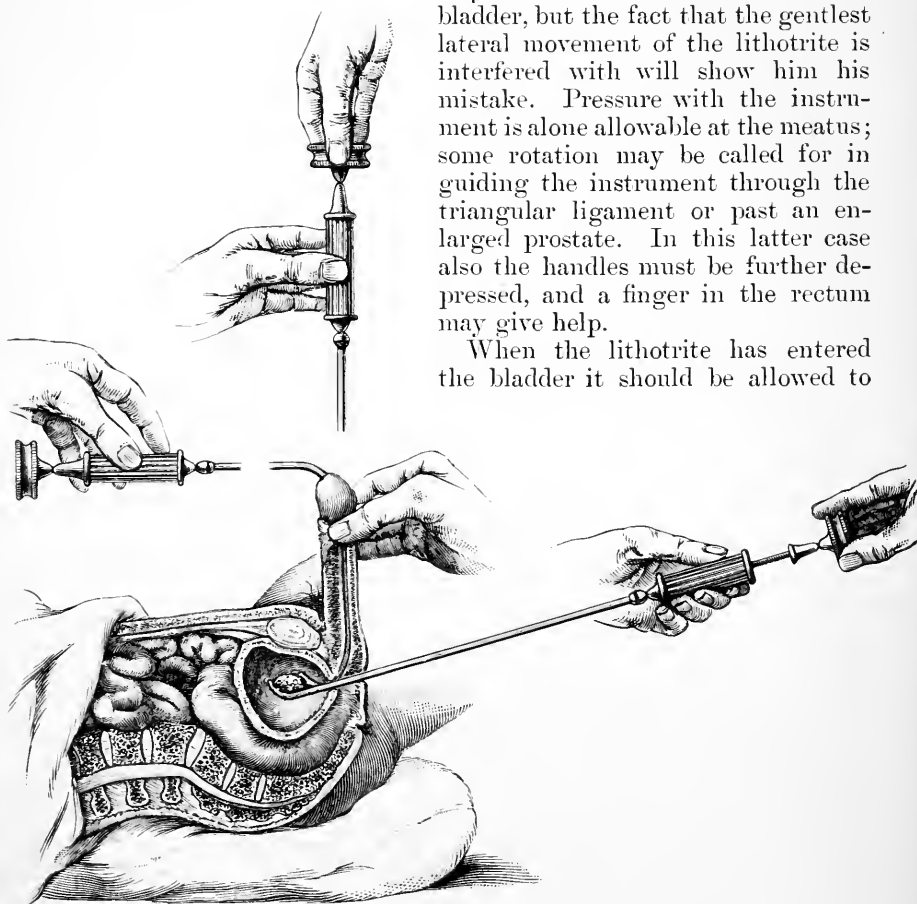 bladder, but the fact that the gentlest
lateral movement of the lithotrite is
interfered with will show him his
mistake. Pressure with the instru-
ment is alone allowable at the meatus;
some rotation may be called for in
guiding the instrument through the
triangular ligament or past an en-
larged prostate. In this latter case
also the handles must be further de-
pressed, and a finger in the rectum
may give help.
When the lithotrite has entered
the bladder it should be allowed to